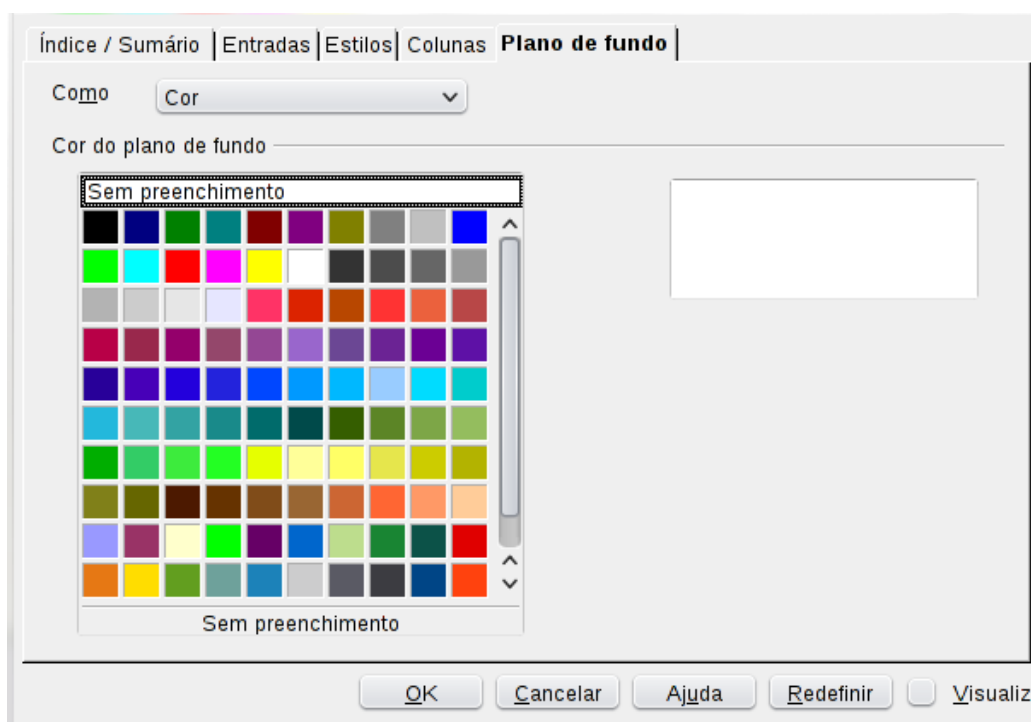 Índice / Sumário Entradas Estilos Colunas Plano de fundo
Como Cor
Cor do plano de fundo
Sem preenchimento
Sem preenchimento
OK Cancelar Ajuda Redefinir Visualiz